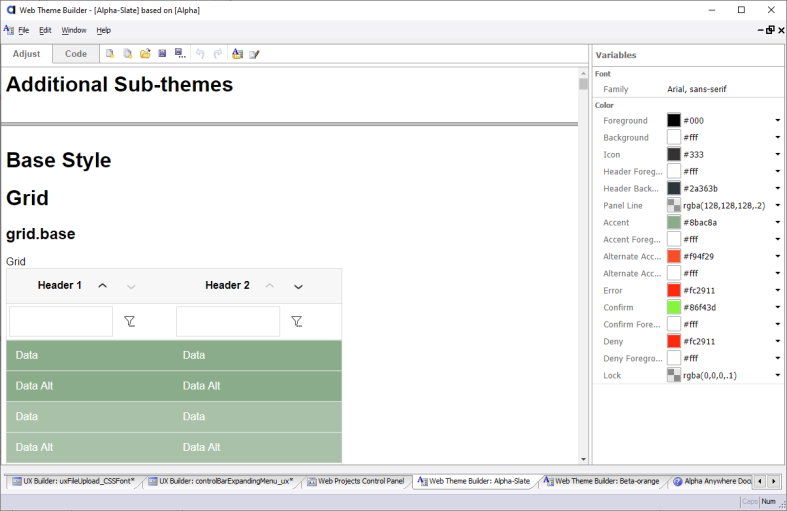 Web Theme Builder - [Alpha-Slate] based on [Alpha]
File Edit Window Help
Adjust Code
Additional Sub-themes
Base Style
Grid
grid.base
Grid
Header 1 Header 2
Data Data
Data Alt Data Alt
Data Data
Data Alt Data Alt
Variables
Font
Family Arial, sans-serif
Color
Foreground #000
Background #fff
Icon #333
Header Foreg... #fff
Header Back... #2a363b
Panel Line rgba(128,128,128,.2)
Accent #8bac8a
Accent Foreg... #fff
Alternate Acc... #f94f29
Alternate Acc... #fff
Error #fc2911
Confirm #86f43d
Confirm Fore... #fff
Deny #fc2911
Deny Foregro... #fff
Lock rgba(0,0,0,.1)
UX Builder: uxFileUpload_CSSFont* UX Builder: controlBarExpandingMenu_ux* Web Projects Control Panel Web Theme Builder: Alpha-Slate Web Theme Builder: Beta-orange Alpha Anywhere Docu
Caps Num